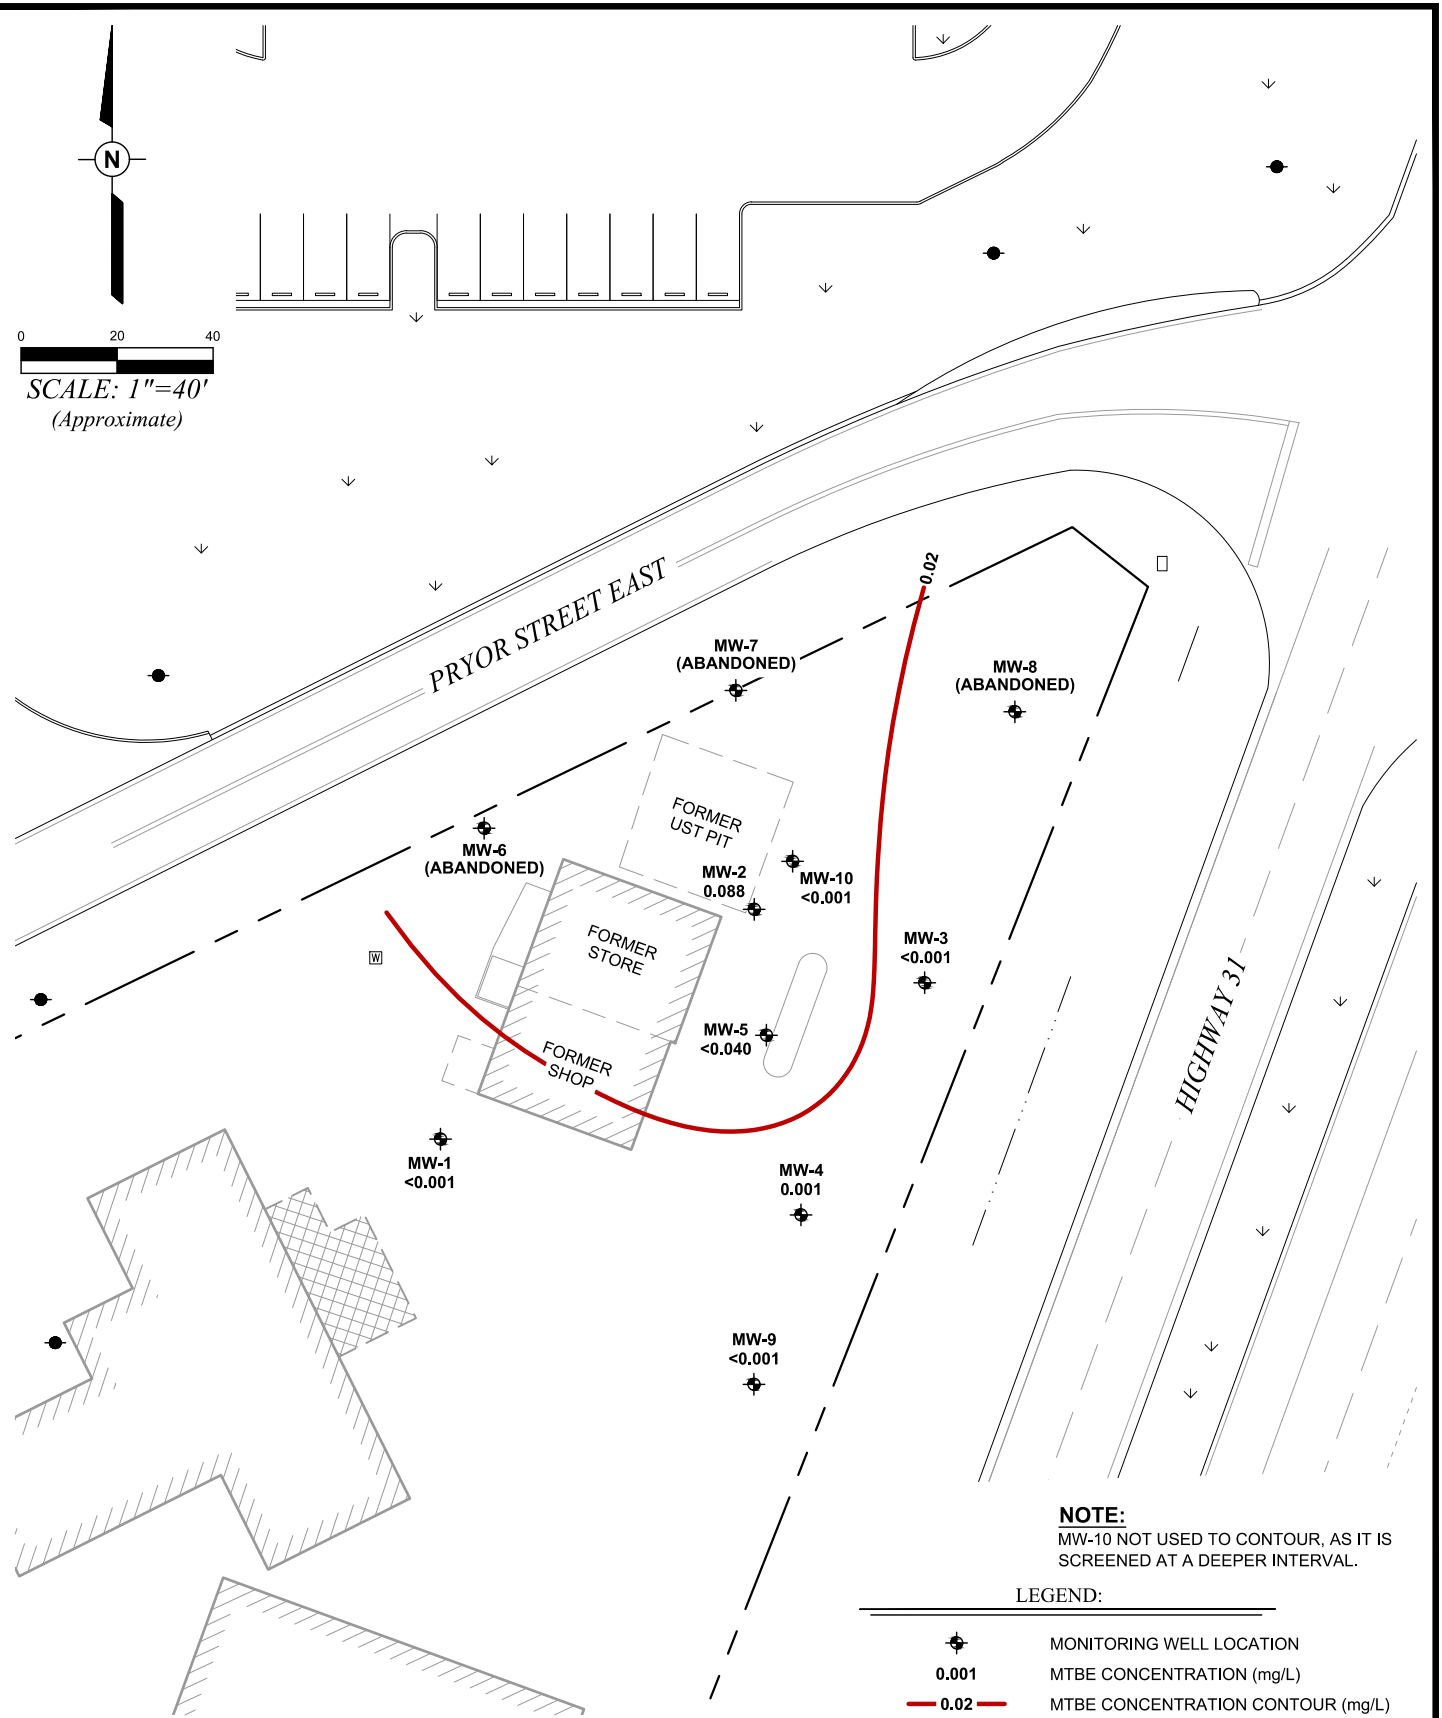 N
0 20 40
SCALE: 1"=40'
(Approximate)
PRYOR STREET EAST
0.02
MW-7
(ABANDONED)
MW-8
(ABANDONED)
FORMER
UST PIT
MW-6
(ABANDONED)
MW-2
0.088
MW-10
<0.001
FORMER
STORE
MW-3
<0.001
W
HIGHWAY 31
MW-5
<0.040
FORMER
SHOP
MW-1
<0.001
MW-4
0.001
MW-9
<0.001
NOTE:
MW-10 NOT USED TO CONTOUR, AS IT IS
SCREENED AT A DEEPER INTERVAL.
LEGEND:
MONITORING WELL LOCATION
0.001 MTBE CONCENTRATION (mg/L)
0.02 MTBE CONCENTRATION CONTOUR (mg/L)